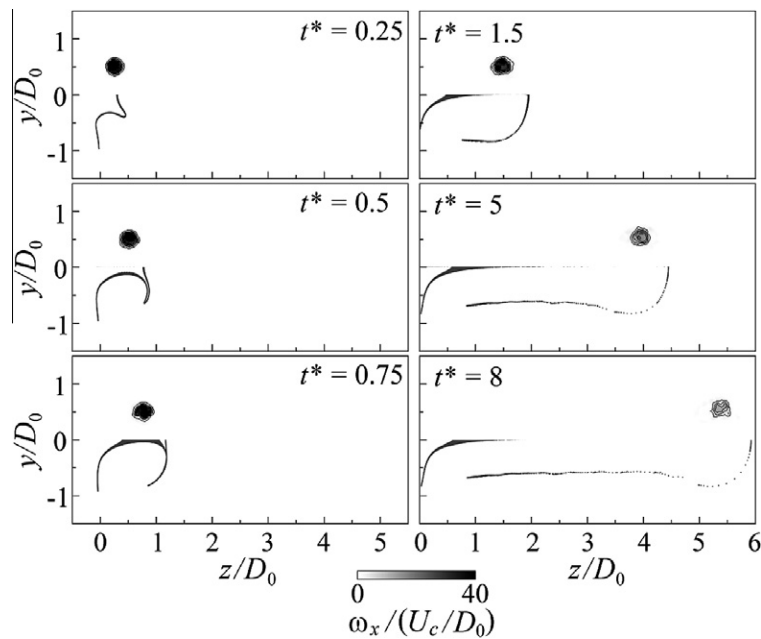 t* = 0.25
t* = 1.5
y/D₀
1
0
-1
t* = 0.5
t* = 5
y/D₀
1
0
-1
t* = 0.75
t* = 8
y/D₀
1
0
-1
0 1 2 3 4 5 0 1 2 3 4 5 6
z/D₀ z/D₀
0 40
ωₓ/(U_c/D₀)